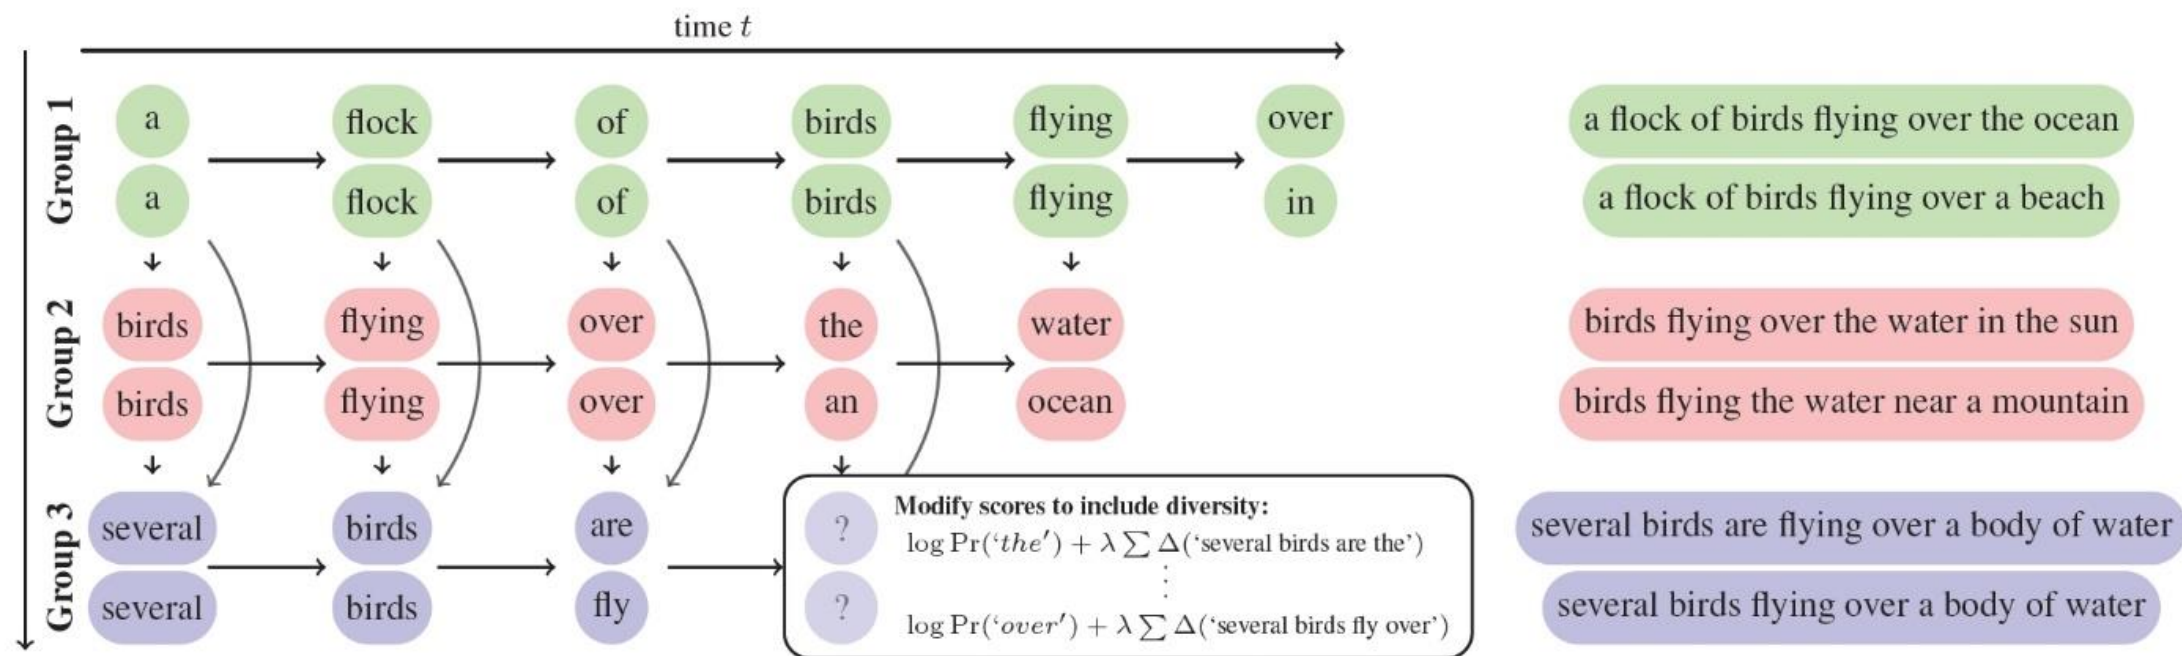 time t
Group 1
a flock of birds flying over
a flock of birds flying in
a flock of birds flying over the ocean
a flock of birds flying over a beach
Group 2
birds flying over the water
birds flying over an ocean
birds flying over the water in the sun
birds flying the water near a mountain
Group 3
several birds are ?
several birds fly ?
Modify scores to include diversity:
log Pr(‘the′) + λ ∑ Δ(‘several birds are the’)
⋮
log Pr(‘over′) + λ ∑ Δ(‘several birds fly over’)
several birds are flying over a body of water
several birds flying over a body of water